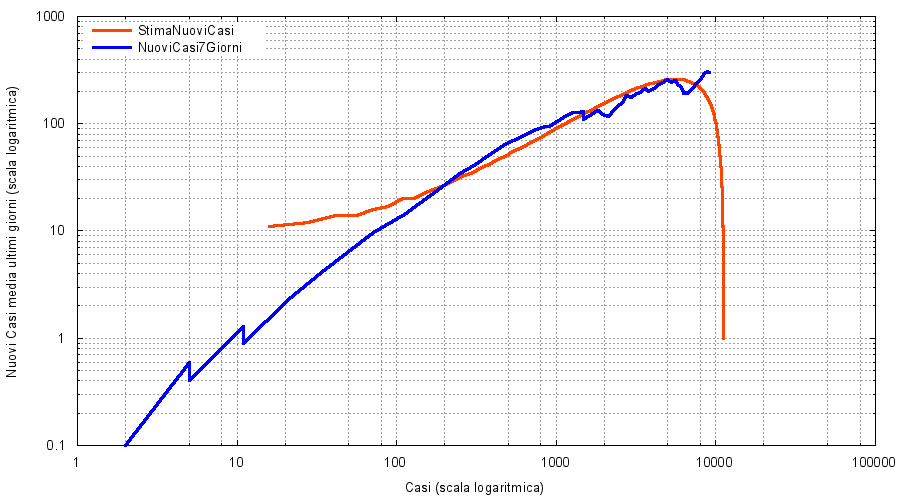 1000
100
10
1
0.1
StimaNuoviCasi
NuoviCasi7Giorni
Nuovi Casi media ultimi giorni (scala logaritmica)
1 10 100 1000 10000 100000
Casi (scala logaritmica)